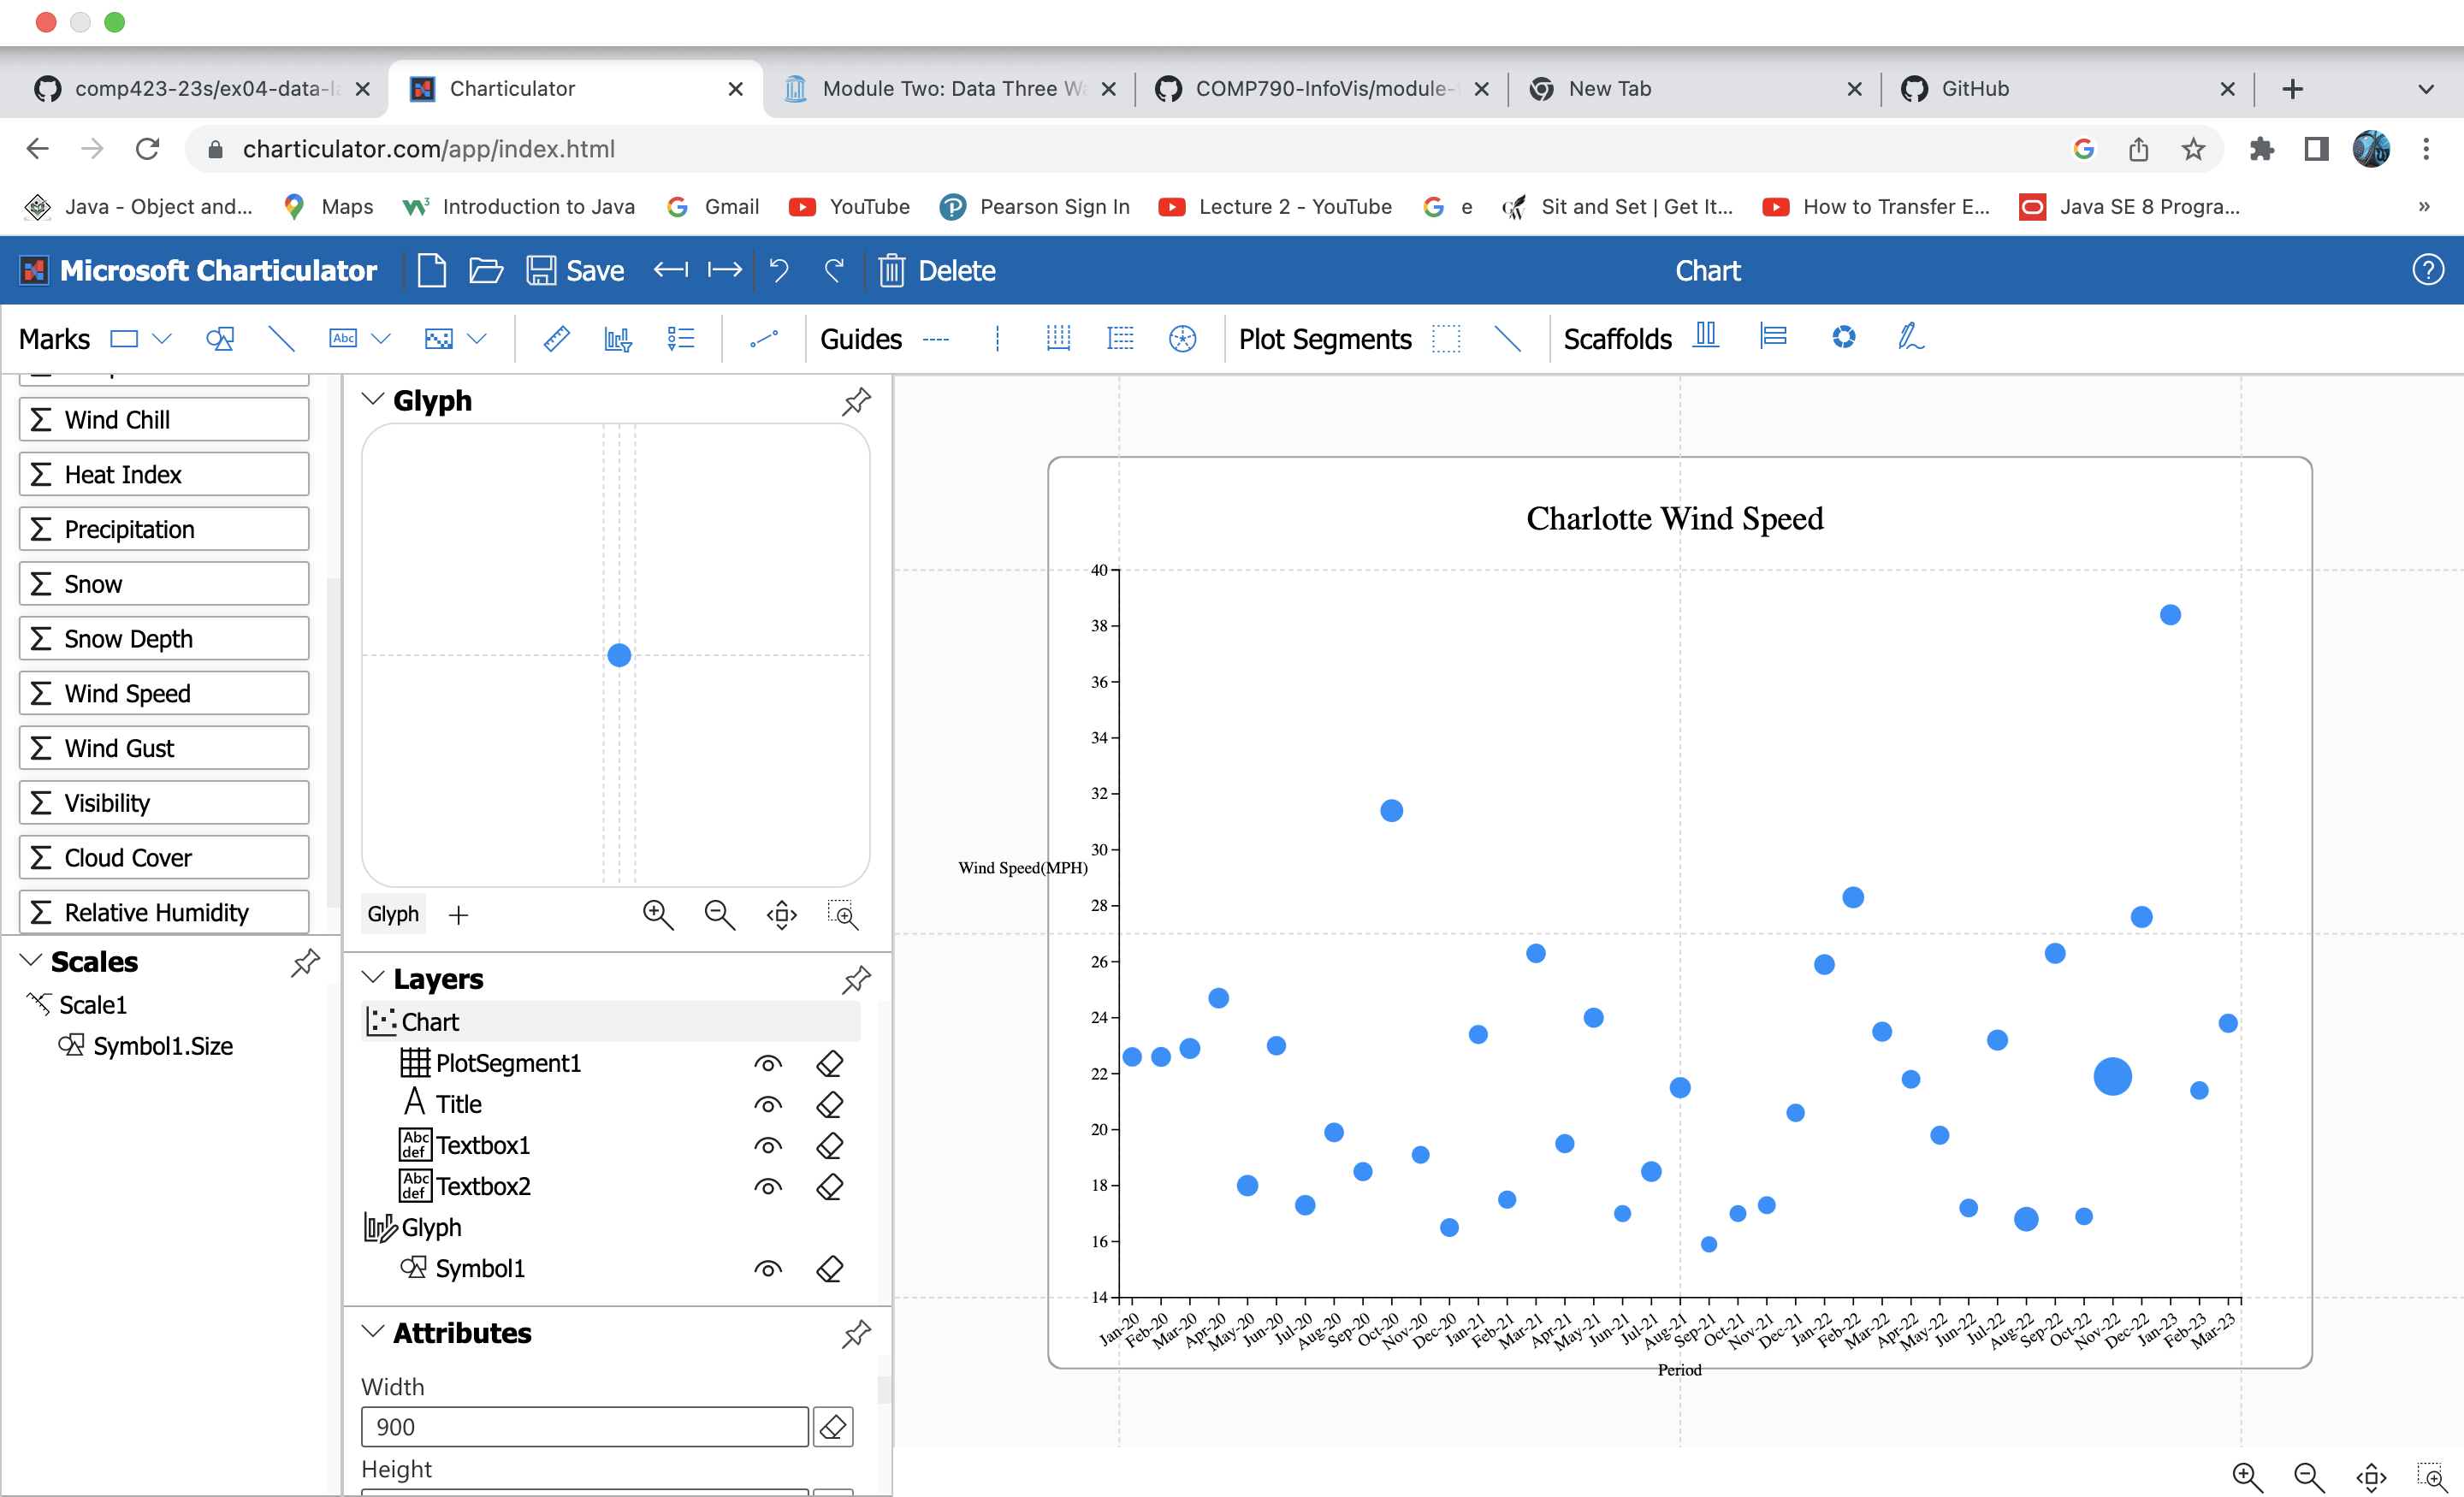 comp423-23s/ex04-data-la
Charticulator
Module Two: Data Three Wa
COMP790-InfoVis/module-
New Tab
GitHub
charticulator.com/app/index.html
Java - Object and...
Maps
Introduction to Java
Gmail
YouTube
Pearson Sign In
Lecture 2 - YouTube
e
Sit and Set | Get It...
How to Transfer E...
Java SE 8 Progra...
»
Microsoft Charticulator
Save
Delete
Chart
Marks
Abc
Guides
Plot Segments
Scaffolds
Wind Chill
Heat Index
Precipitation
Snow
Snow Depth
Wind Speed
Wind Gust
Visibility
Cloud Cover
Relative Humidity
Scales
Scale1
Symbol1.Size
Glyph
Glyph
Layers
Chart
PlotSegment1
Title
Abc def Textbox1
Abc def Textbox2
Glyph
Symbol1
Attributes
Width
900
Height
Charlotte Wind Speed
40
38
36
34
32
30
Wind Speed(MPH)
28
26
24
22
20
18
16
14
Jan-20 Feb-20 Mar-20 Apr-20 May-20 Jun-20 Jul-20 Aug-20 Sep-20 Oct-20 Nov-20 Dec-20 Jan-21 Feb-21 Mar-21 Apr-21 May-21 Jun-21 Jul-21 Aug-21 Sep-21 Oct-21 Nov-21 Dec-21 Jan-22 Feb-22 Mar-22 Apr-22 May-22 Jun-22 Jul-22 Aug-22 Sep-22 Oct-22 Nov-22 Dec-22 Jan-23 Feb-23 Mar-23
Period